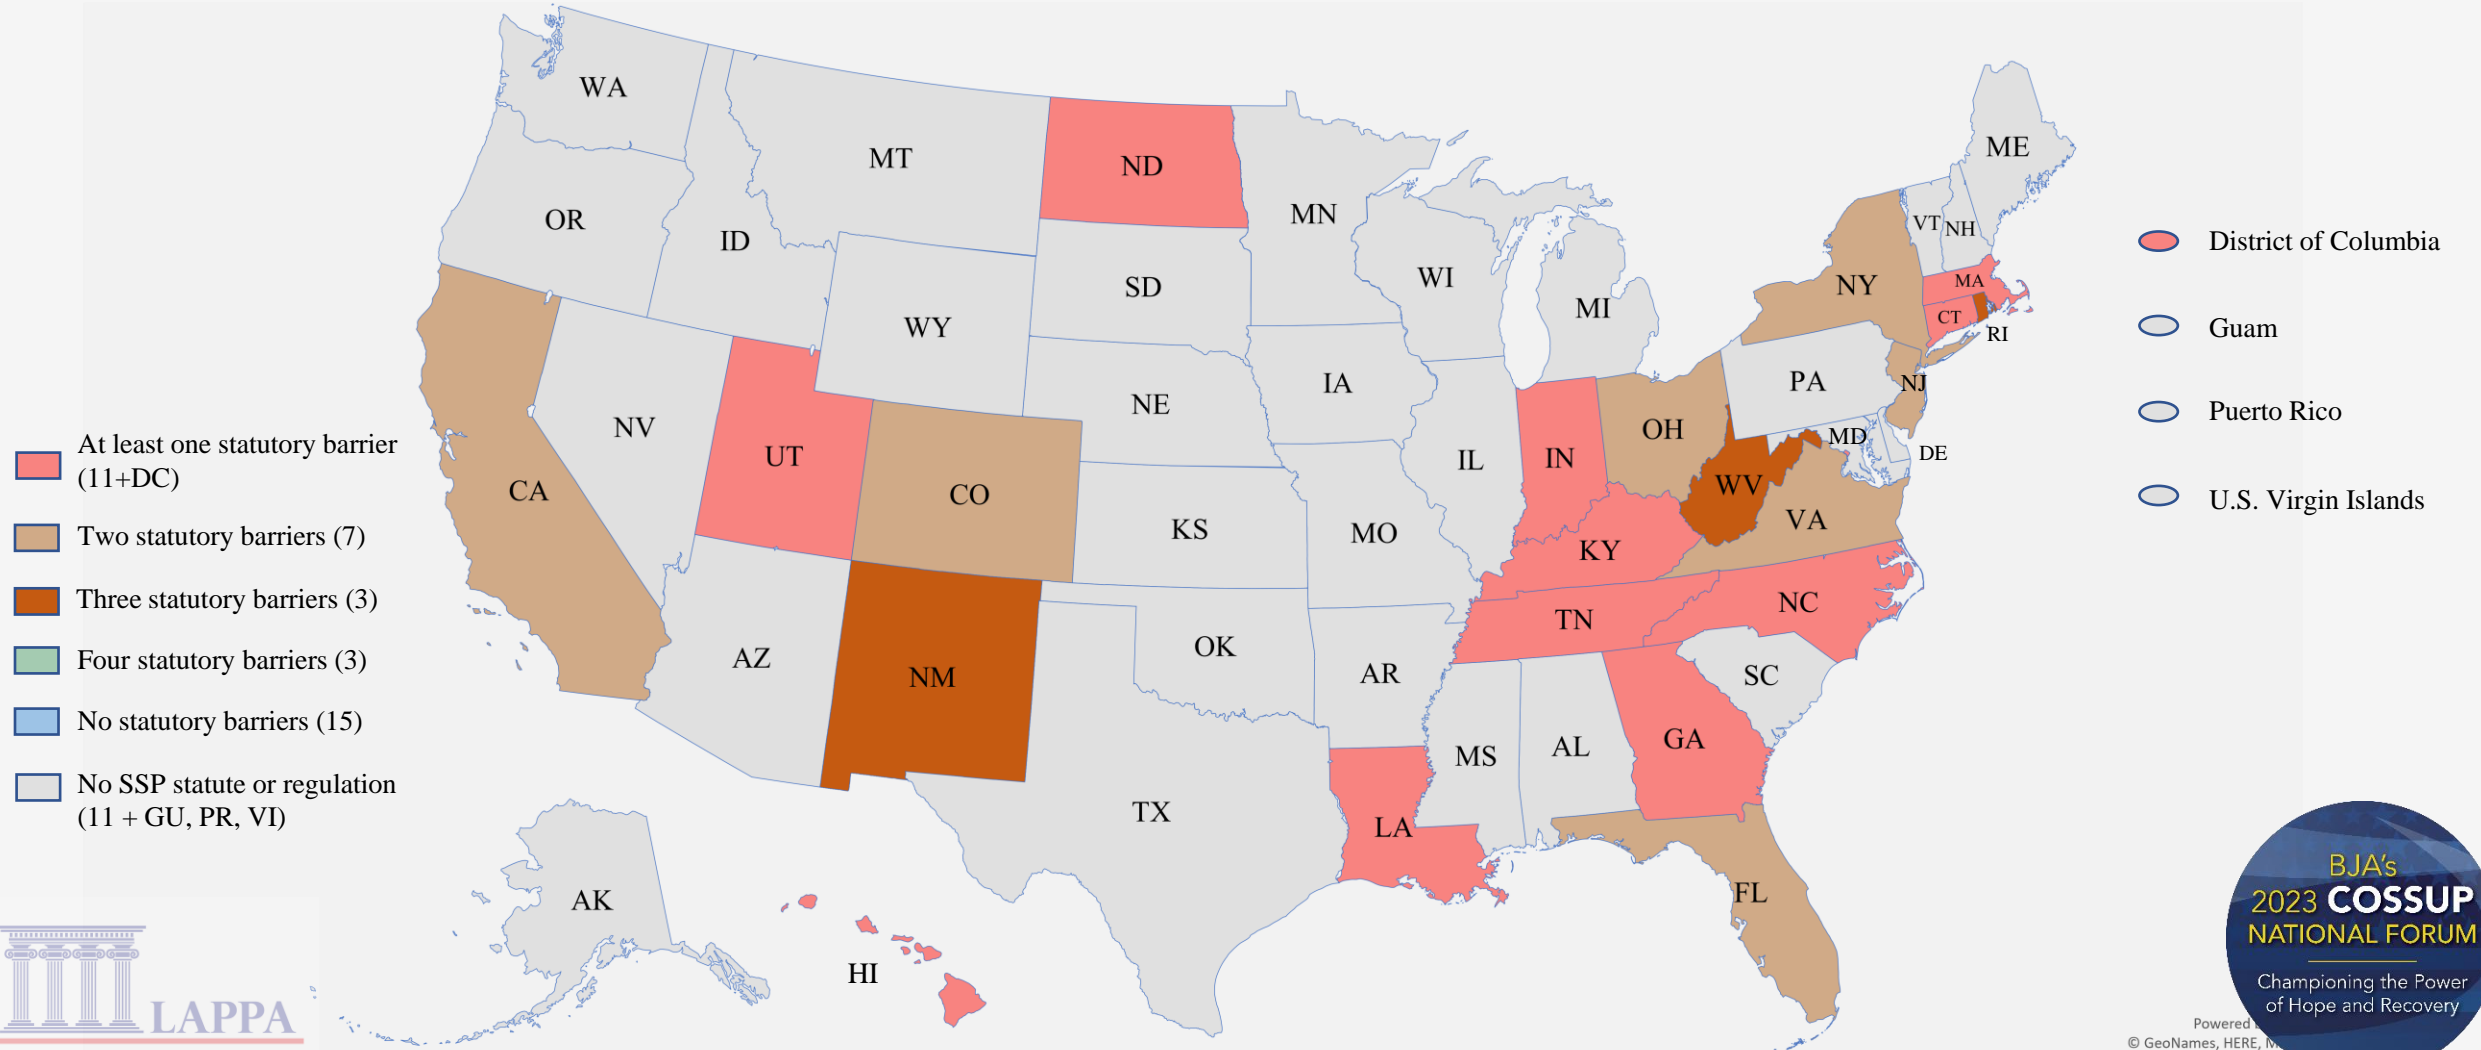 WA
MT
ND
ME
OR
ID
MN
VT
NH
SD
WI
NY
MA
MI
CT
WY
RI
IA
PA
NJ
NE
NV
OH
MD
UT
IN
IL
DE
CO
WV
CA
VA
KS
MO
KY
NC
TN
OK
AZ
AR
NM
SC
GA
AL
MS
TX
LA
FL
AK
HI
At least one statutory barrier
(11+DC)
Two statutory barriers (7)
Three statutory barriers (3)
Four statutory barriers (3)
No statutory barriers (15)
No SSP statute or regulation
(11 + GU, PR, VI)
District of Columbia
Guam
Puerto Rico
U.S. Virgin Islands
LAPPA
BJA's
2023 COSSUP
NATIONAL FORUM
Championing the Power
of Hope and Recovery
Powered
© GeoNames, HERE,